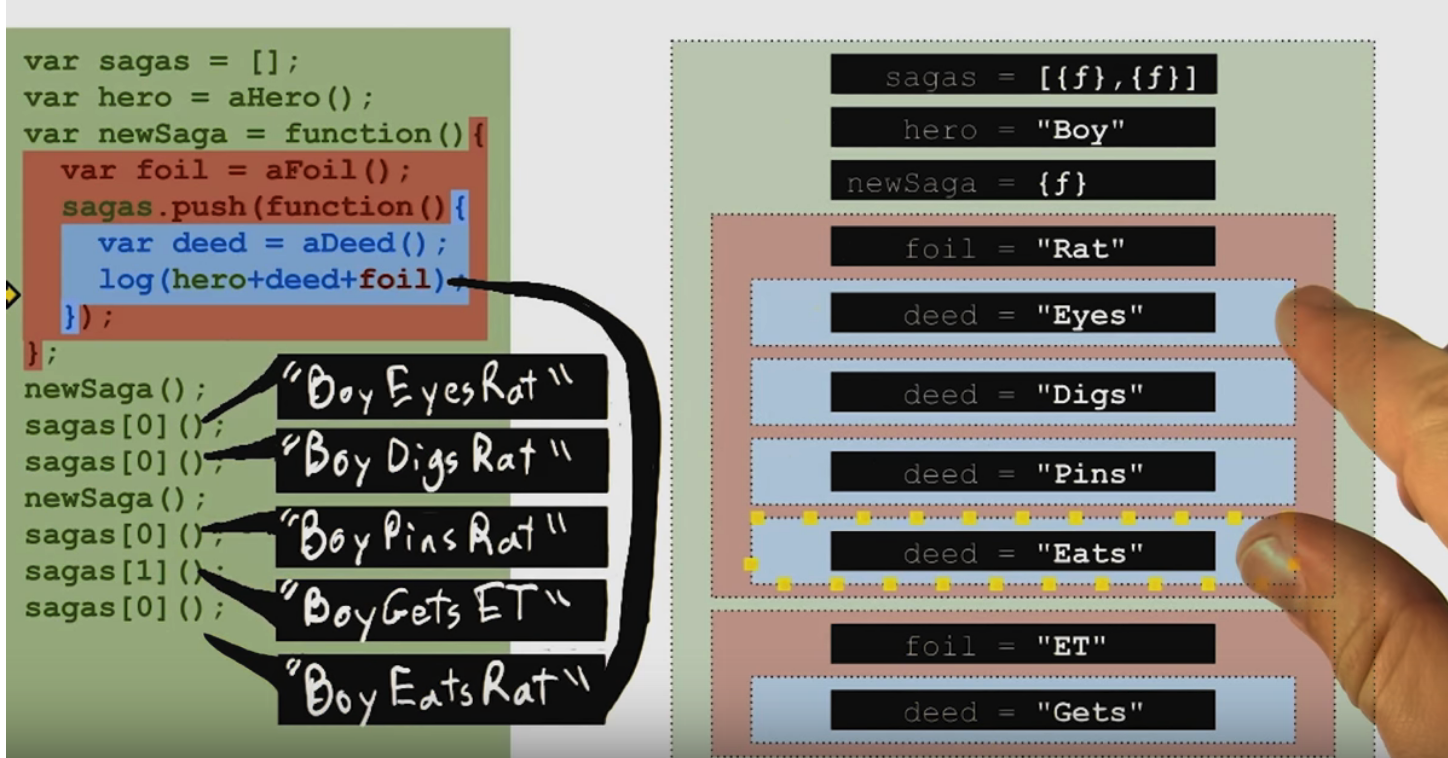 var sagas = [];
var hero = aHero();
var newSaga = function(){
var foil = aFoil();
sagas.push(function(){
var deed = aDeed();
log(hero+deed+foil);
});
};
newSaga();
sagas[0]();
sagas[0]();
newSaga();
sagas[0]();
sagas[1]();
sagas[0]();
"Boy Eyes Rat"
"Boy Digs Rat"
"Boy Pins Rat"
"Boy Gets ET"
"Boy Eats Rat"
sagas = [{f},{f}]
hero = "Boy"
newSaga = {f}
foil = "Rat"
deed = "Eyes"
deed = "Digs"
deed = "Pins"
deed = "Eats"
foil = "ET"
deed = "Gets"